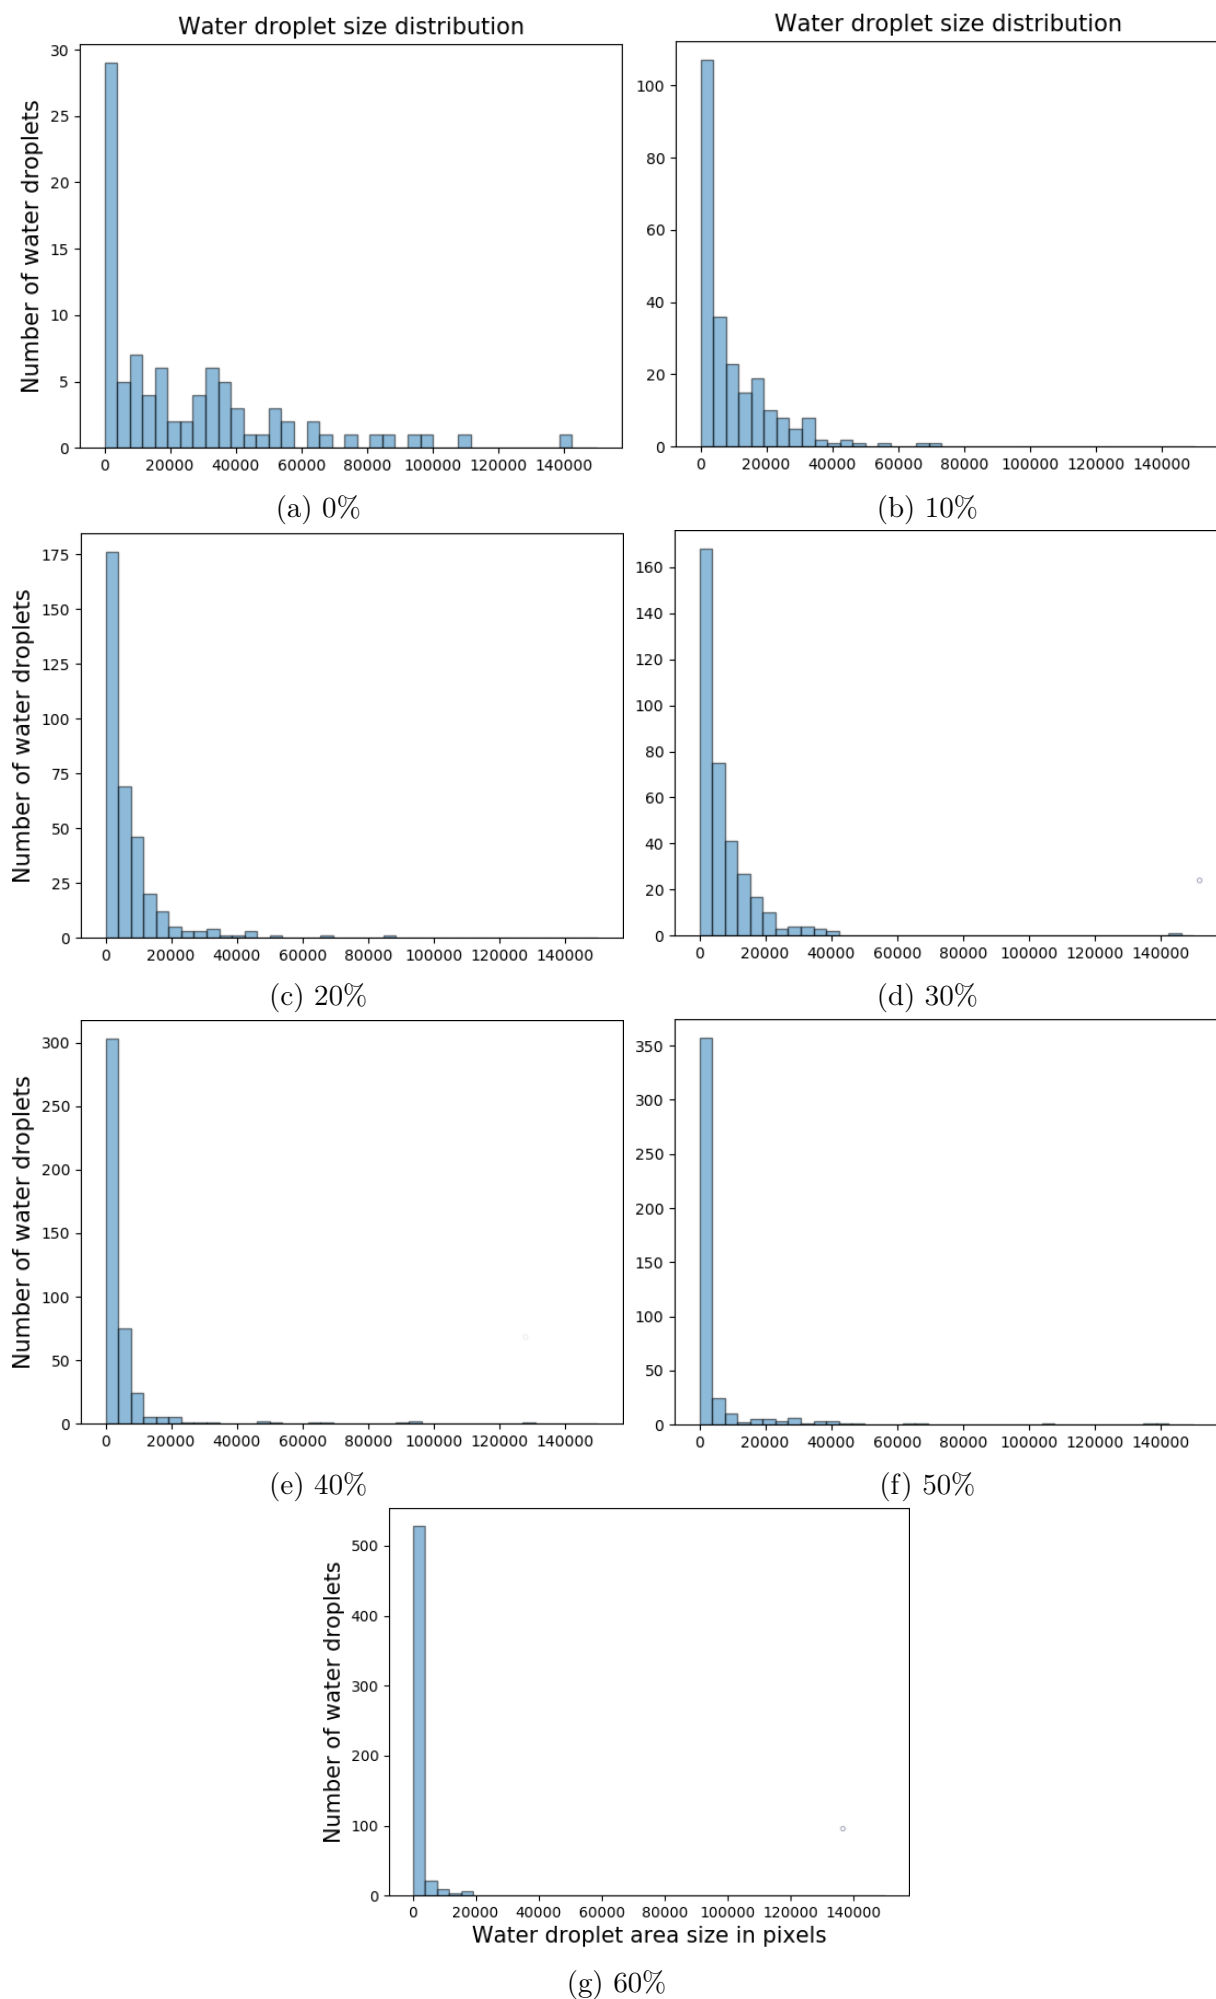 Water droplet size distribution
Number of water droplets
30
25
20
15
10
5
0
0 20000 40000 60000 80000 100000 120000 140000
(a) 0%
Water droplet size distribution
100
80
60
40
20
0
0 20000 40000 60000 80000 100000 120000 140000
(b) 10%
Number of water droplets
175
150
125
100
75
50
25
0
0 20000 40000 60000 80000 100000 120000 140000
(c) 20%
160
140
120
100
80
60
40
20
0
0 20000 40000 60000 80000 100000 120000 140000
(d) 30%
Number of water droplets
300
250
200
150
100
50
0
0 20000 40000 60000 80000 100000 120000 140000
(e) 40%
350
300
250
200
150
100
50
0
0 20000 40000 60000 80000 100000 120000 140000
(f) 50%
Number of water droplets
500
400
300
200
100
0
0 20000 40000 60000 80000 100000 120000 140000
Water droplet area size in pixels
(g) 60%